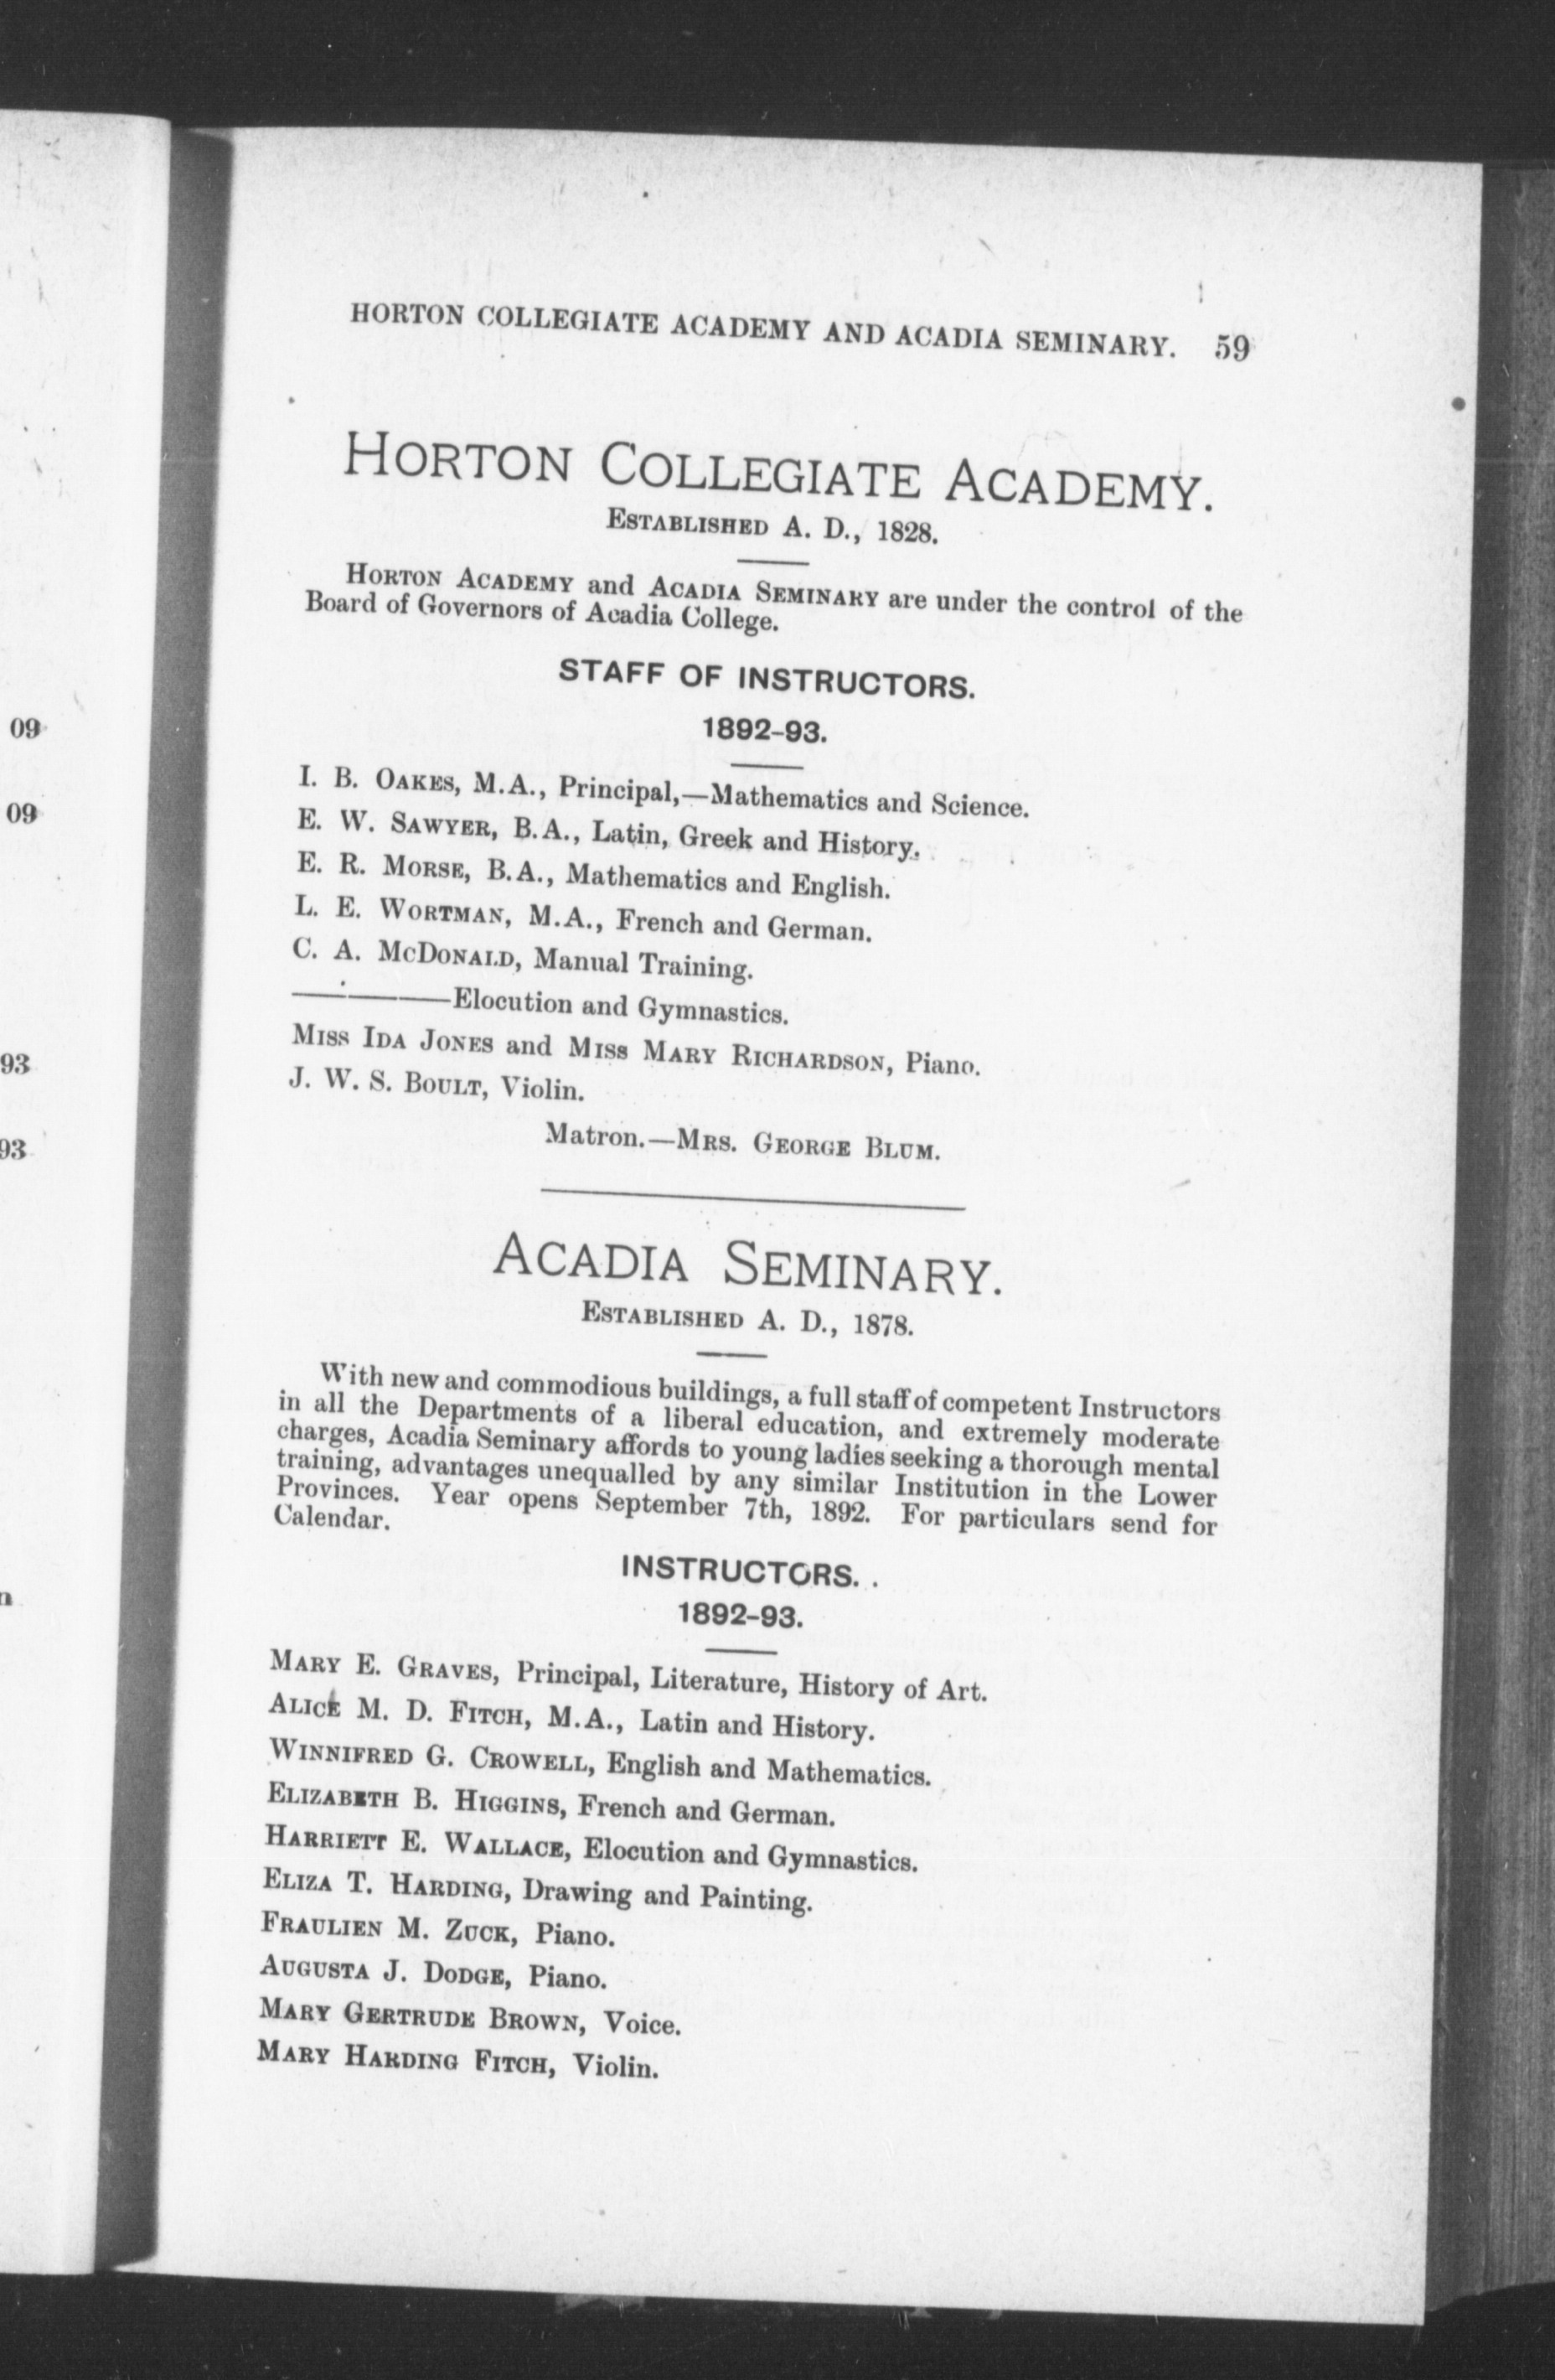 HORTON COLLEGIATE ACADEMY AND ACADIA SEMINARY. 59
HORTON COLLEGIATE ACADEMY.
ESTABLISHED A. D., 1828.
HORTON ACADEMY and ACADIA SEMINARY are under the control of the
Board of Governors of Acadia College.
STAFF OF INSTRUCTORS.
1892-93.
I. B. OAKES, M.A., Principal,—Mathematics and Science.
E. W. SAWYER, B.A., Latin, Greek and History.
E. R. MORSE, B.A., Mathematics and English.
L. E. WORTMAN, M.A., French and German.
C. A. MCDONALD, Manual Training.
————Elocution and Gymnastics.
MISS IDA JONES and MISS MARY RICHARDSON, Piano.
J. W. S. BOULT, Violin.
Matron.—MRS. GEORGE BLUM.
ACADIA SEMINARY.
ESTABLISHED A. D., 1878.
With new and commodious buildings, a full staff of competent Instructors
in all the Departments of a liberal education, and extremely moderate
charges, Acadia Seminary affords to young ladies seeking a thorough mental
training, advantages unequalled by any similar Institution in the Lower
Provinces. Year opens September 7th, 1892. For particulars send for
Calendar.
INSTRUCTORS. .
1892-93.
MARY E. GRAVES, Principal, Literature, History of Art.
ALICE M. D. FITCH, M.A., Latin and History.
WINNIFRED G. CROWELL, English and Mathematics.
ELIZABETH B. HIGGINS, French and German.
HARRIETT E. WALLACE, Elocution and Gymnastics.
ELIZA T. HARDING, Drawing and Painting.
FRAULIEN M. ZUCK, Piano.
AUGUSTA J. DODGE, Piano.
MARY GERTRUDE BROWN, Voice.
MARY HARDING FITCH, Violin.
09
09
93
93